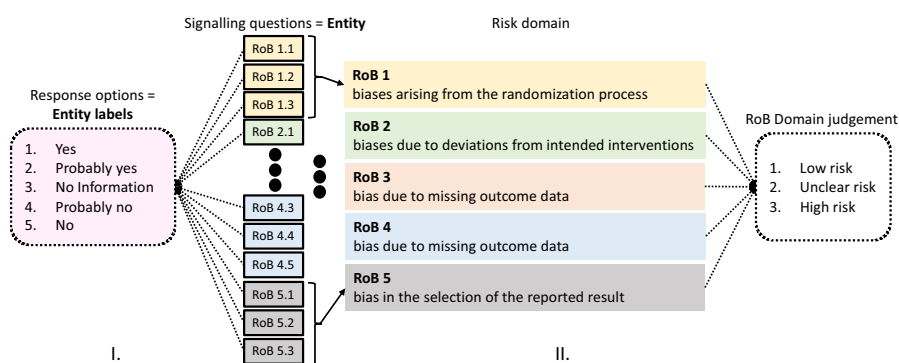 Signalling questions = Entity
Risk domain
RoB 1.1
RoB 1.2
RoB 1.3
RoB 2.1
RoB 4.3
RoB 4.4
RoB 4.5
RoB 5.1
RoB 5.2
RoB 5.3
Response options =
Entity labels
1. Yes
2. Probably yes
3. No Information
4. Probably no
5. No
RoB 1
biases arising from the randomization process
RoB 2
biases due to deviations from intended interventions
RoB 3
bias due to missing outcome data
RoB 4
bias due to missing outcome data
RoB 5
bias in the selection of the reported result
RoB Domain judgement
1. Low risk
2. Unclear risk
3. High risk
I.
II.